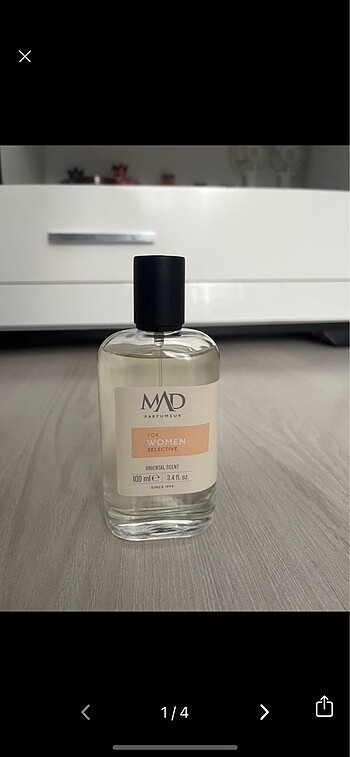 MAD
PARFUMEUR
FOR
WOMEN
SELECTIVE
ORIENTAL SCENT
100 ml ℮ 3.4 fl. oz.
SINCE 1999
1/4